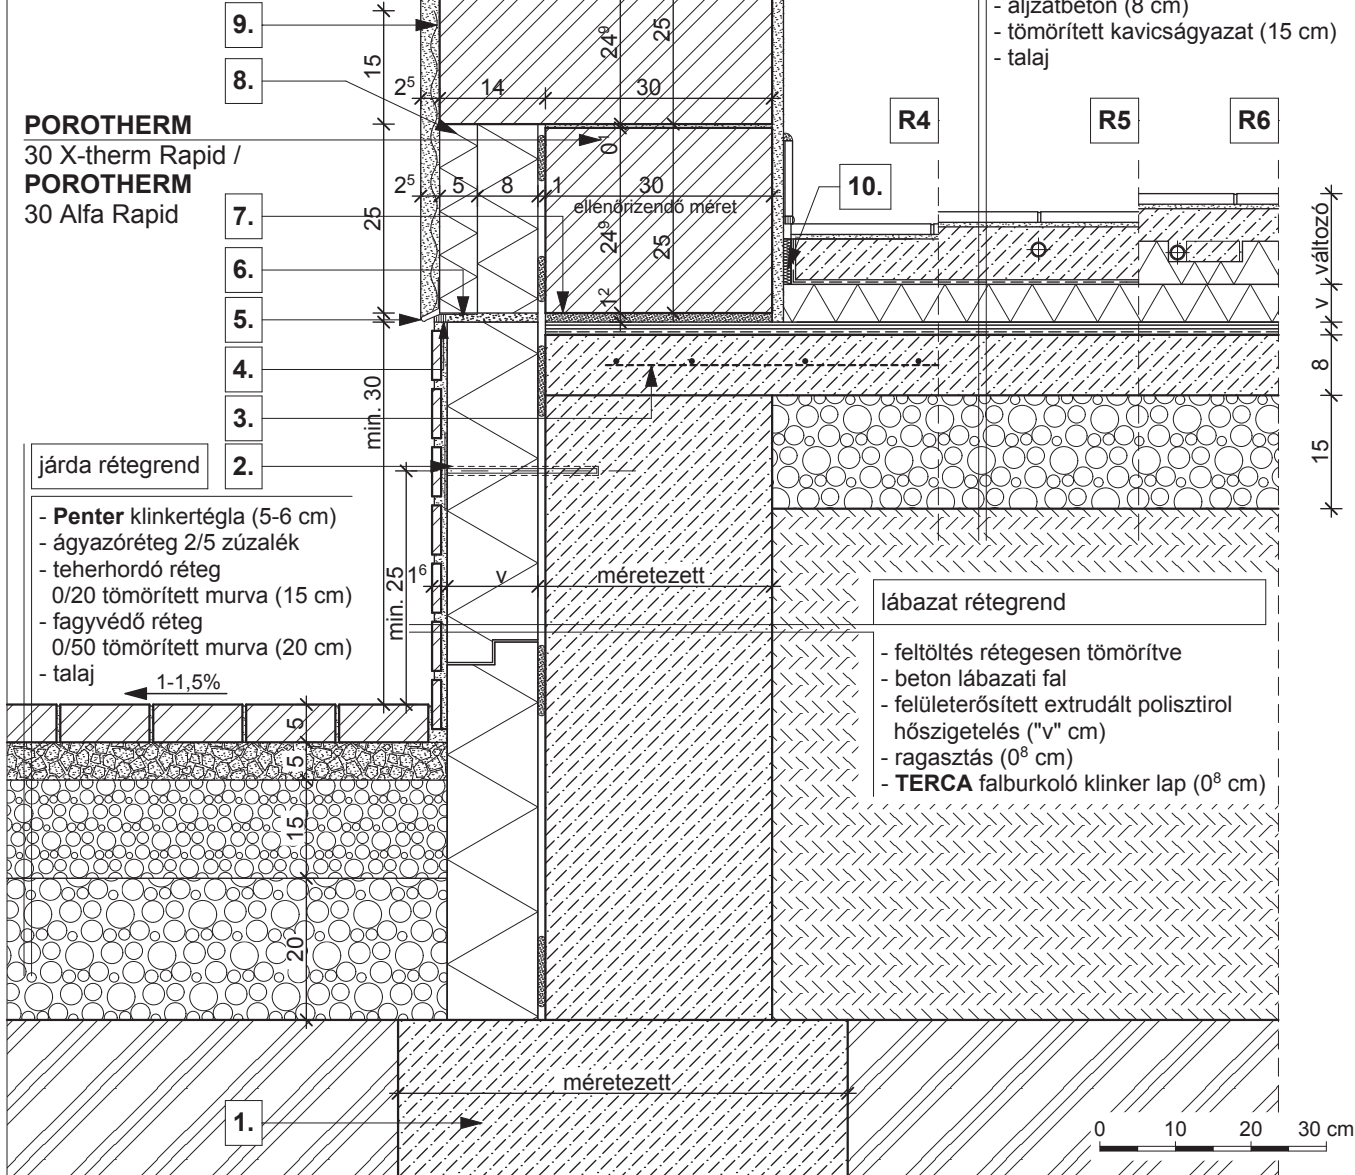 - aljzatbeton (8 cm)
- tömörített kavicságyazat (15 cm)
- talaj
9.
8.
15
2⁵
14
30
24⁹
25
R4
R5
R6
POROTHERM
30 X-therm Rapid /
POROTHERM
30 Alfa Rapid
0¹
10.
2⁵
5
8
1
30
ellenőrizendő méret
24⁹
25
1²
25
7.
6.
5.
4.
3.
2.
változó
v
8
15
min. 30
járda rétegrend
- Penter klinkertégla (5-6 cm)
- ágyazóréteg 2/5 zúzalék
- teherhordó réteg
0/20 tömörített murva (15 cm)
- fagyvédő réteg
0/50 tömörített murva (20 cm)
- talaj
1-1,5%
min. 25
1⁶
v
méretezett
lábazat rétegrend
- feltöltés rétegesen tömörítve
- beton lábazati fal
- felületerősített extrudált polisztirol
hőszigetelés ("v" cm)
- ragasztás (0⁸ cm)
- TERCA falburkoló klinker lap (0⁸ cm)
5
5
15
20
méretezett
1.
0 10 20 30 cm